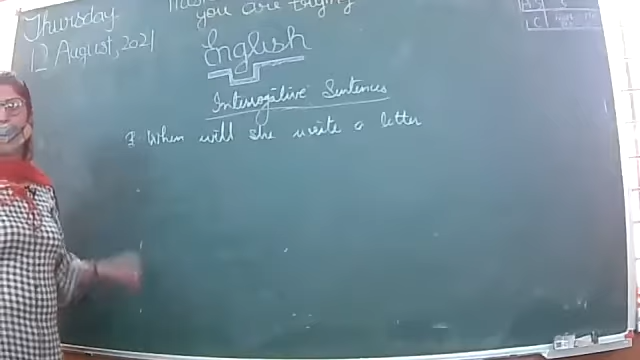 Thursday
12 August, 2021
you are trying
English
Interrogative Sentences
When will she write a letter